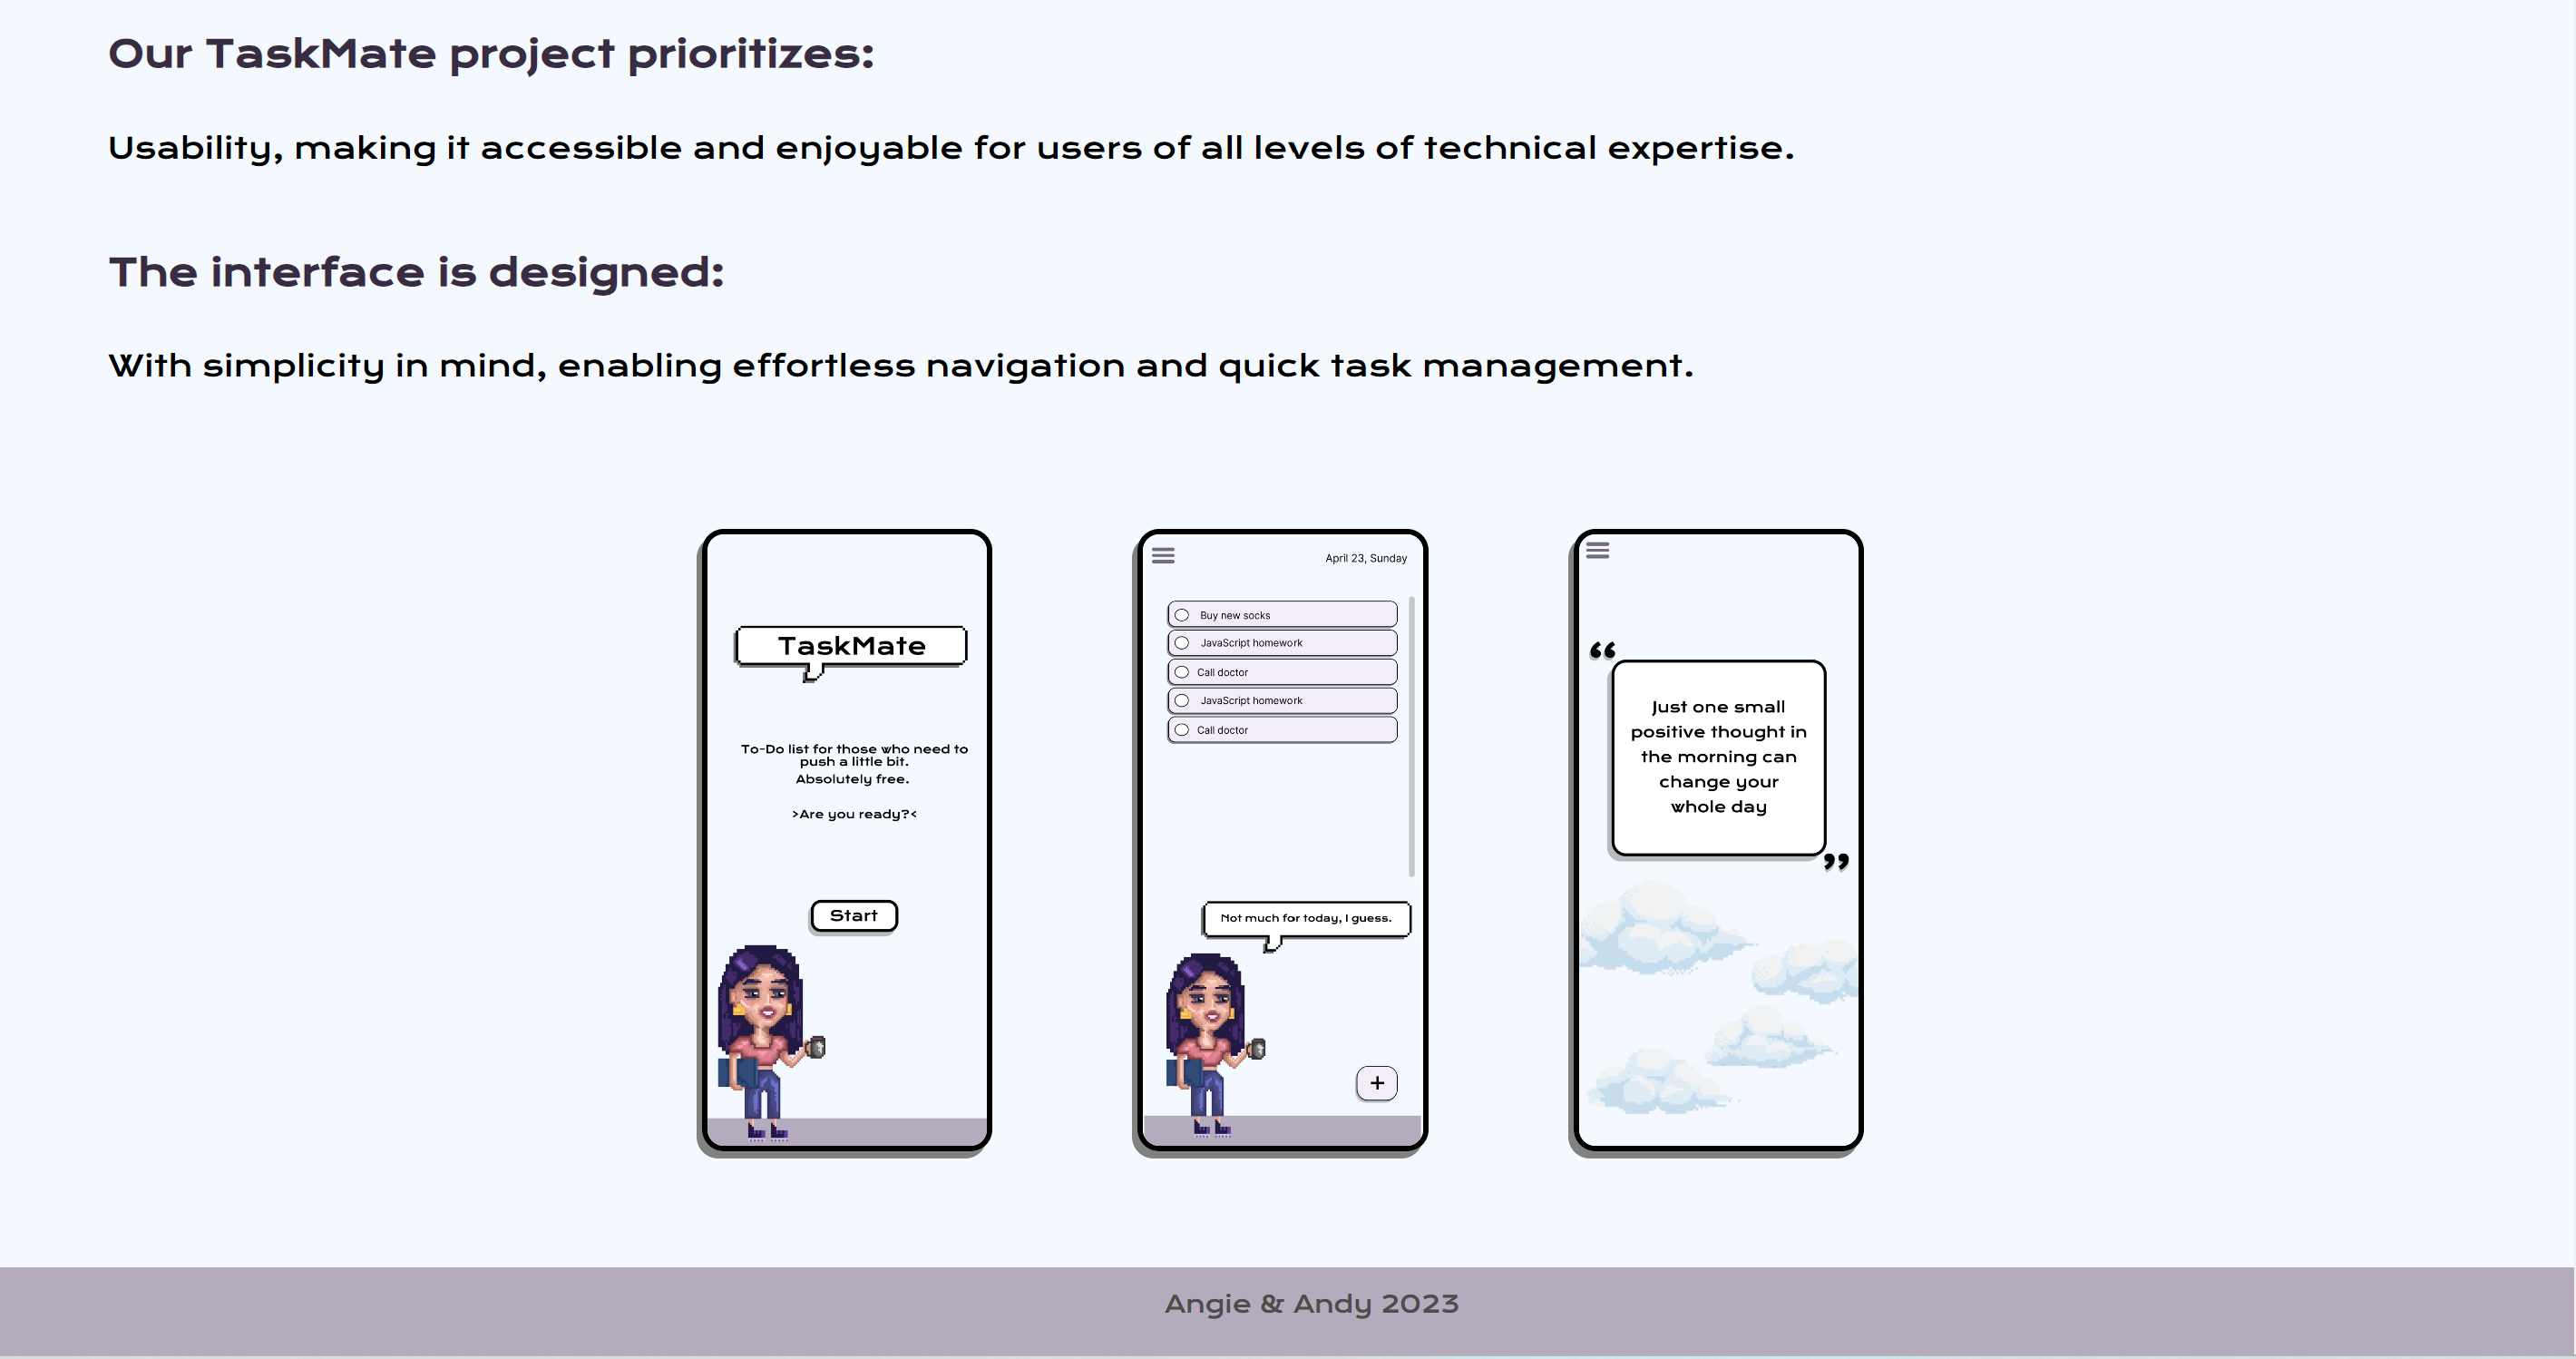 Our TaskMate project prioritizes:
Usability, making it accessible and enjoyable for users of all levels of technical expertise.
The interface is designed:
With simplicity in mind, enabling effortless navigation and quick task management.
TaskMate
To-Do list for those who need to
push a little bit.
Absolutely free.
>Are you ready?<
Start
April 23, Sunday
Buy new socks
JavaScript homework
Call doctor
JavaScript homework
Call doctor
Not much for today, I guess.
+
“
Just one small
positive thought in
the morning can
change your
whole day
”
Angie & Andy 2023